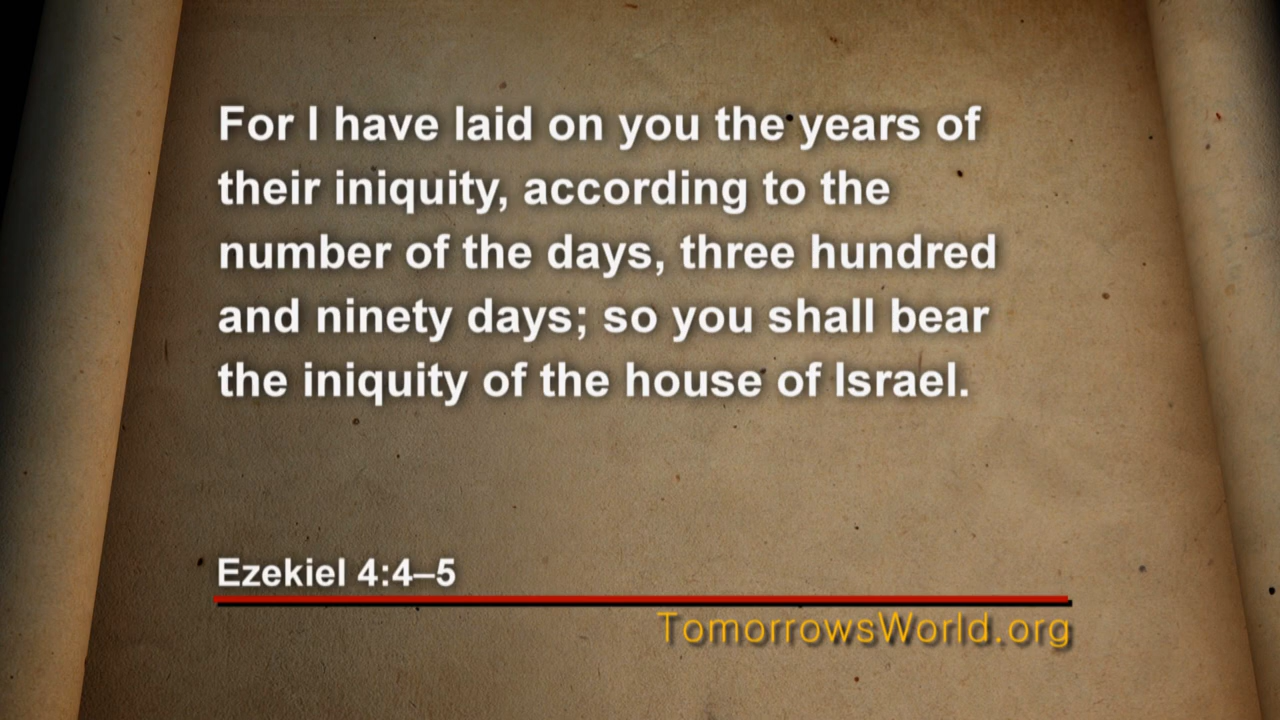 For I have laid on you the years of
their iniquity, according to the
number of the days, three hundred
and ninety days; so you shall bear
the iniquity of the house of Israel.
Ezekiel 4:4–5
TomorrowsWorld.org